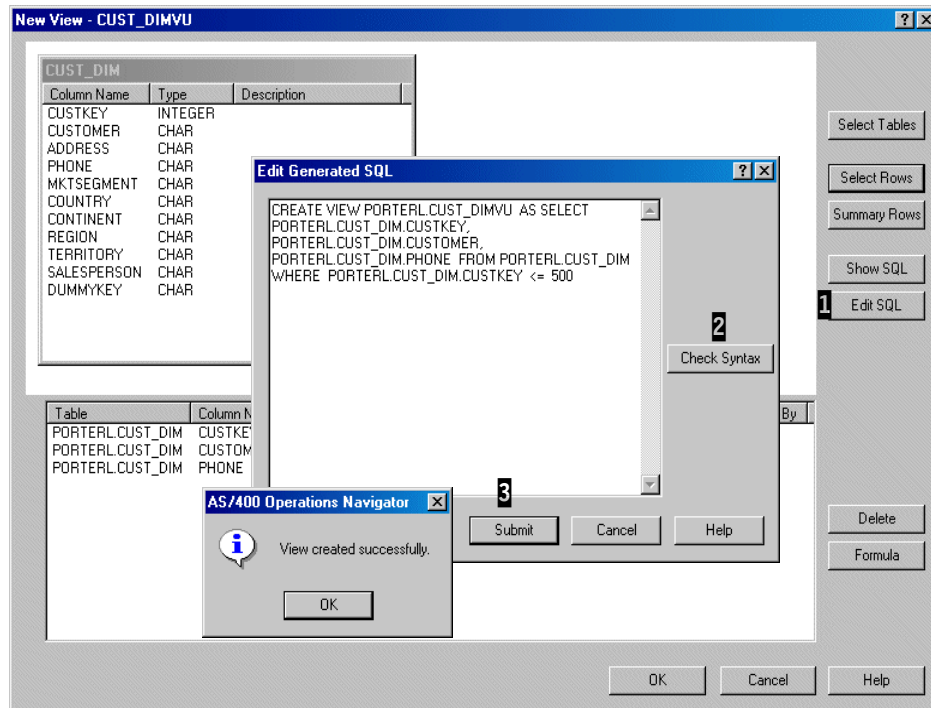 New View - CUST_DIMVU
CUST_DIM
Column Name Type Description
CUSTKEY INTEGER
CUSTOMER CHAR
ADDRESS CHAR
PHONE CHAR
MKTSEGMENT CHAR
COUNTRY CHAR
CONTINENT CHAR
REGION CHAR
TERRITORY CHAR
SALESPERSON CHAR
DUMMYKEY CHAR
Select Tables
Select Rows
Summary Rows
Show SQL
1 Edit SQL
Edit Generated SQL
CREATE VIEW PORTERL.CUST_DIMVU AS SELECT
PORTERL.CUST_DIM.CUSTKEY,
PORTERL.CUST_DIM.CUSTOMER,
PORTERL.CUST_DIM.PHONE FROM PORTERL.CUST_DIM
WHERE PORTERL.CUST_DIM.CUSTKEY <= 500
2
Check Syntax
3
Submit Cancel Help
Table Column N By
PORTERL.CUST_DIM CUSTKE
PORTERL.CUST_DIM CUSTOM
PORTERL.CUST_DIM PHONE
AS/400 Operations Navigator
View created successfully.
OK
Delete
Formula
OK Cancel Help